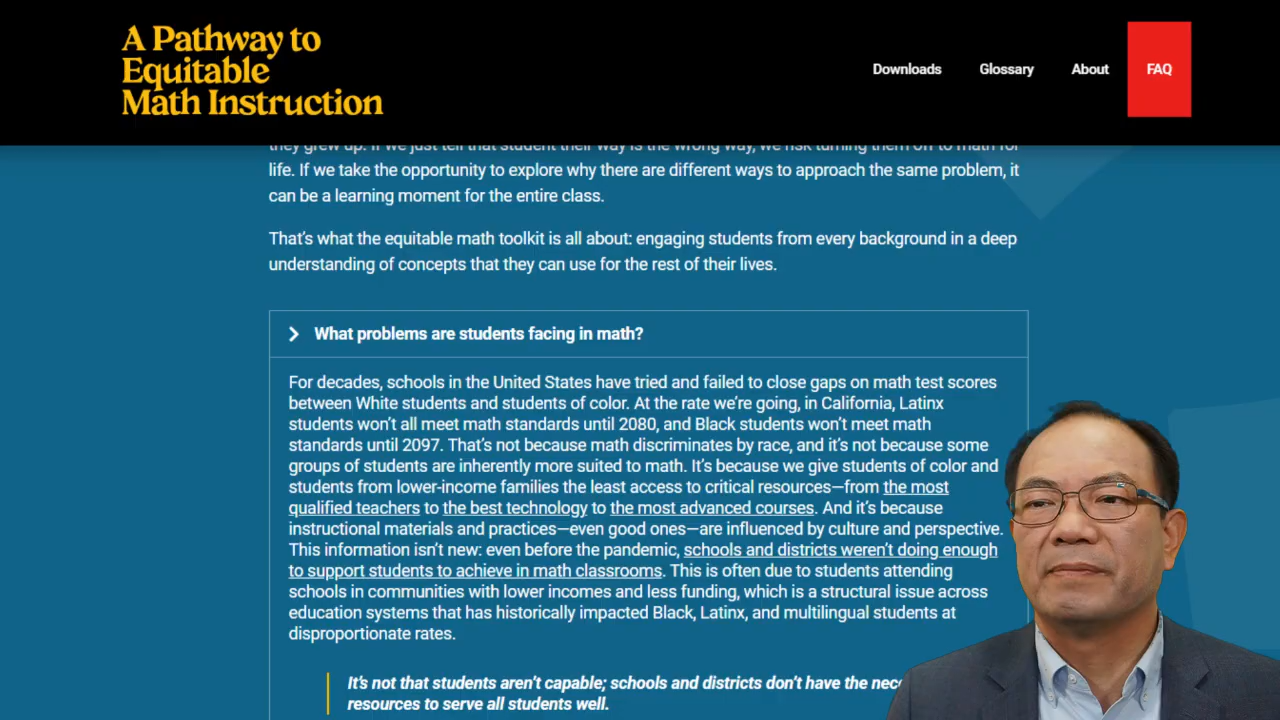 A Pathway to
Equitable
Math Instruction
Downloads
Glossary
About
FAQ
they grew up. If we just tell that student their way is the wrong way, we risk turning them off to math for
life. If we take the opportunity to explore why there are different ways to approach the same problem, it
can be a learning moment for the entire class.
That's what the equitable math toolkit is all about: engaging students from every background in a deep
understanding of concepts that they can use for the rest of their lives.
What problems are students facing in math?
For decades, schools in the United States have tried and failed to close gaps on math test scores
between White students and students of color. At the rate we're going, in California, Latinx
students won't all meet math standards until 2080, and Black students won't meet math
standards until 2097. That's not because math discriminates by race, and it's not because some
groups of students are inherently more suited to math. It's because we give students of color and
students from lower-income families the least access to critical resources—from the most
qualified teachers to the best technology to the most advanced courses. And it's because
instructional materials and practices—even good ones—are influenced by culture and perspective.
This information isn't new: even before the pandemic, schools and districts weren't doing enough
to support students to achieve in math classrooms. This is often due to students attending
schools in communities with lower incomes and less funding, which is a structural issue across
education systems that has historically impacted Black, Latinx, and multilingual students at
disproportionate rates.
It's not that students aren't capable; schools and districts don't have the
resources to serve all students well.